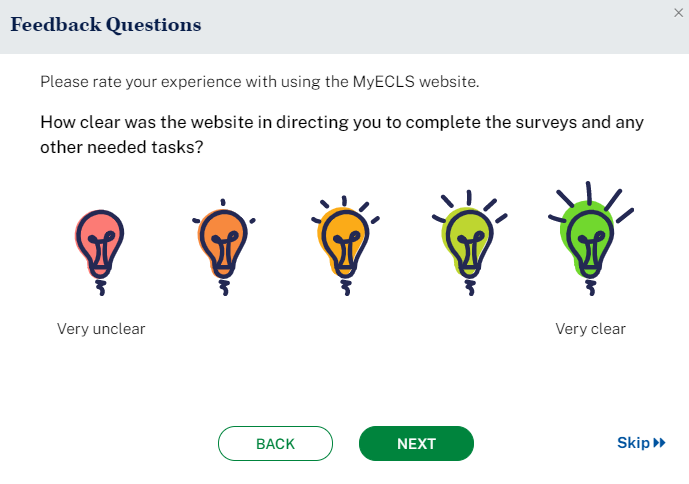 Feedback Questions
Please rate your experience with using the MyECLS website.
How clear was the website in directing you to complete the surveys and any
other needed tasks?
Very unclear
Very clear
BACK
NEXT
Skip